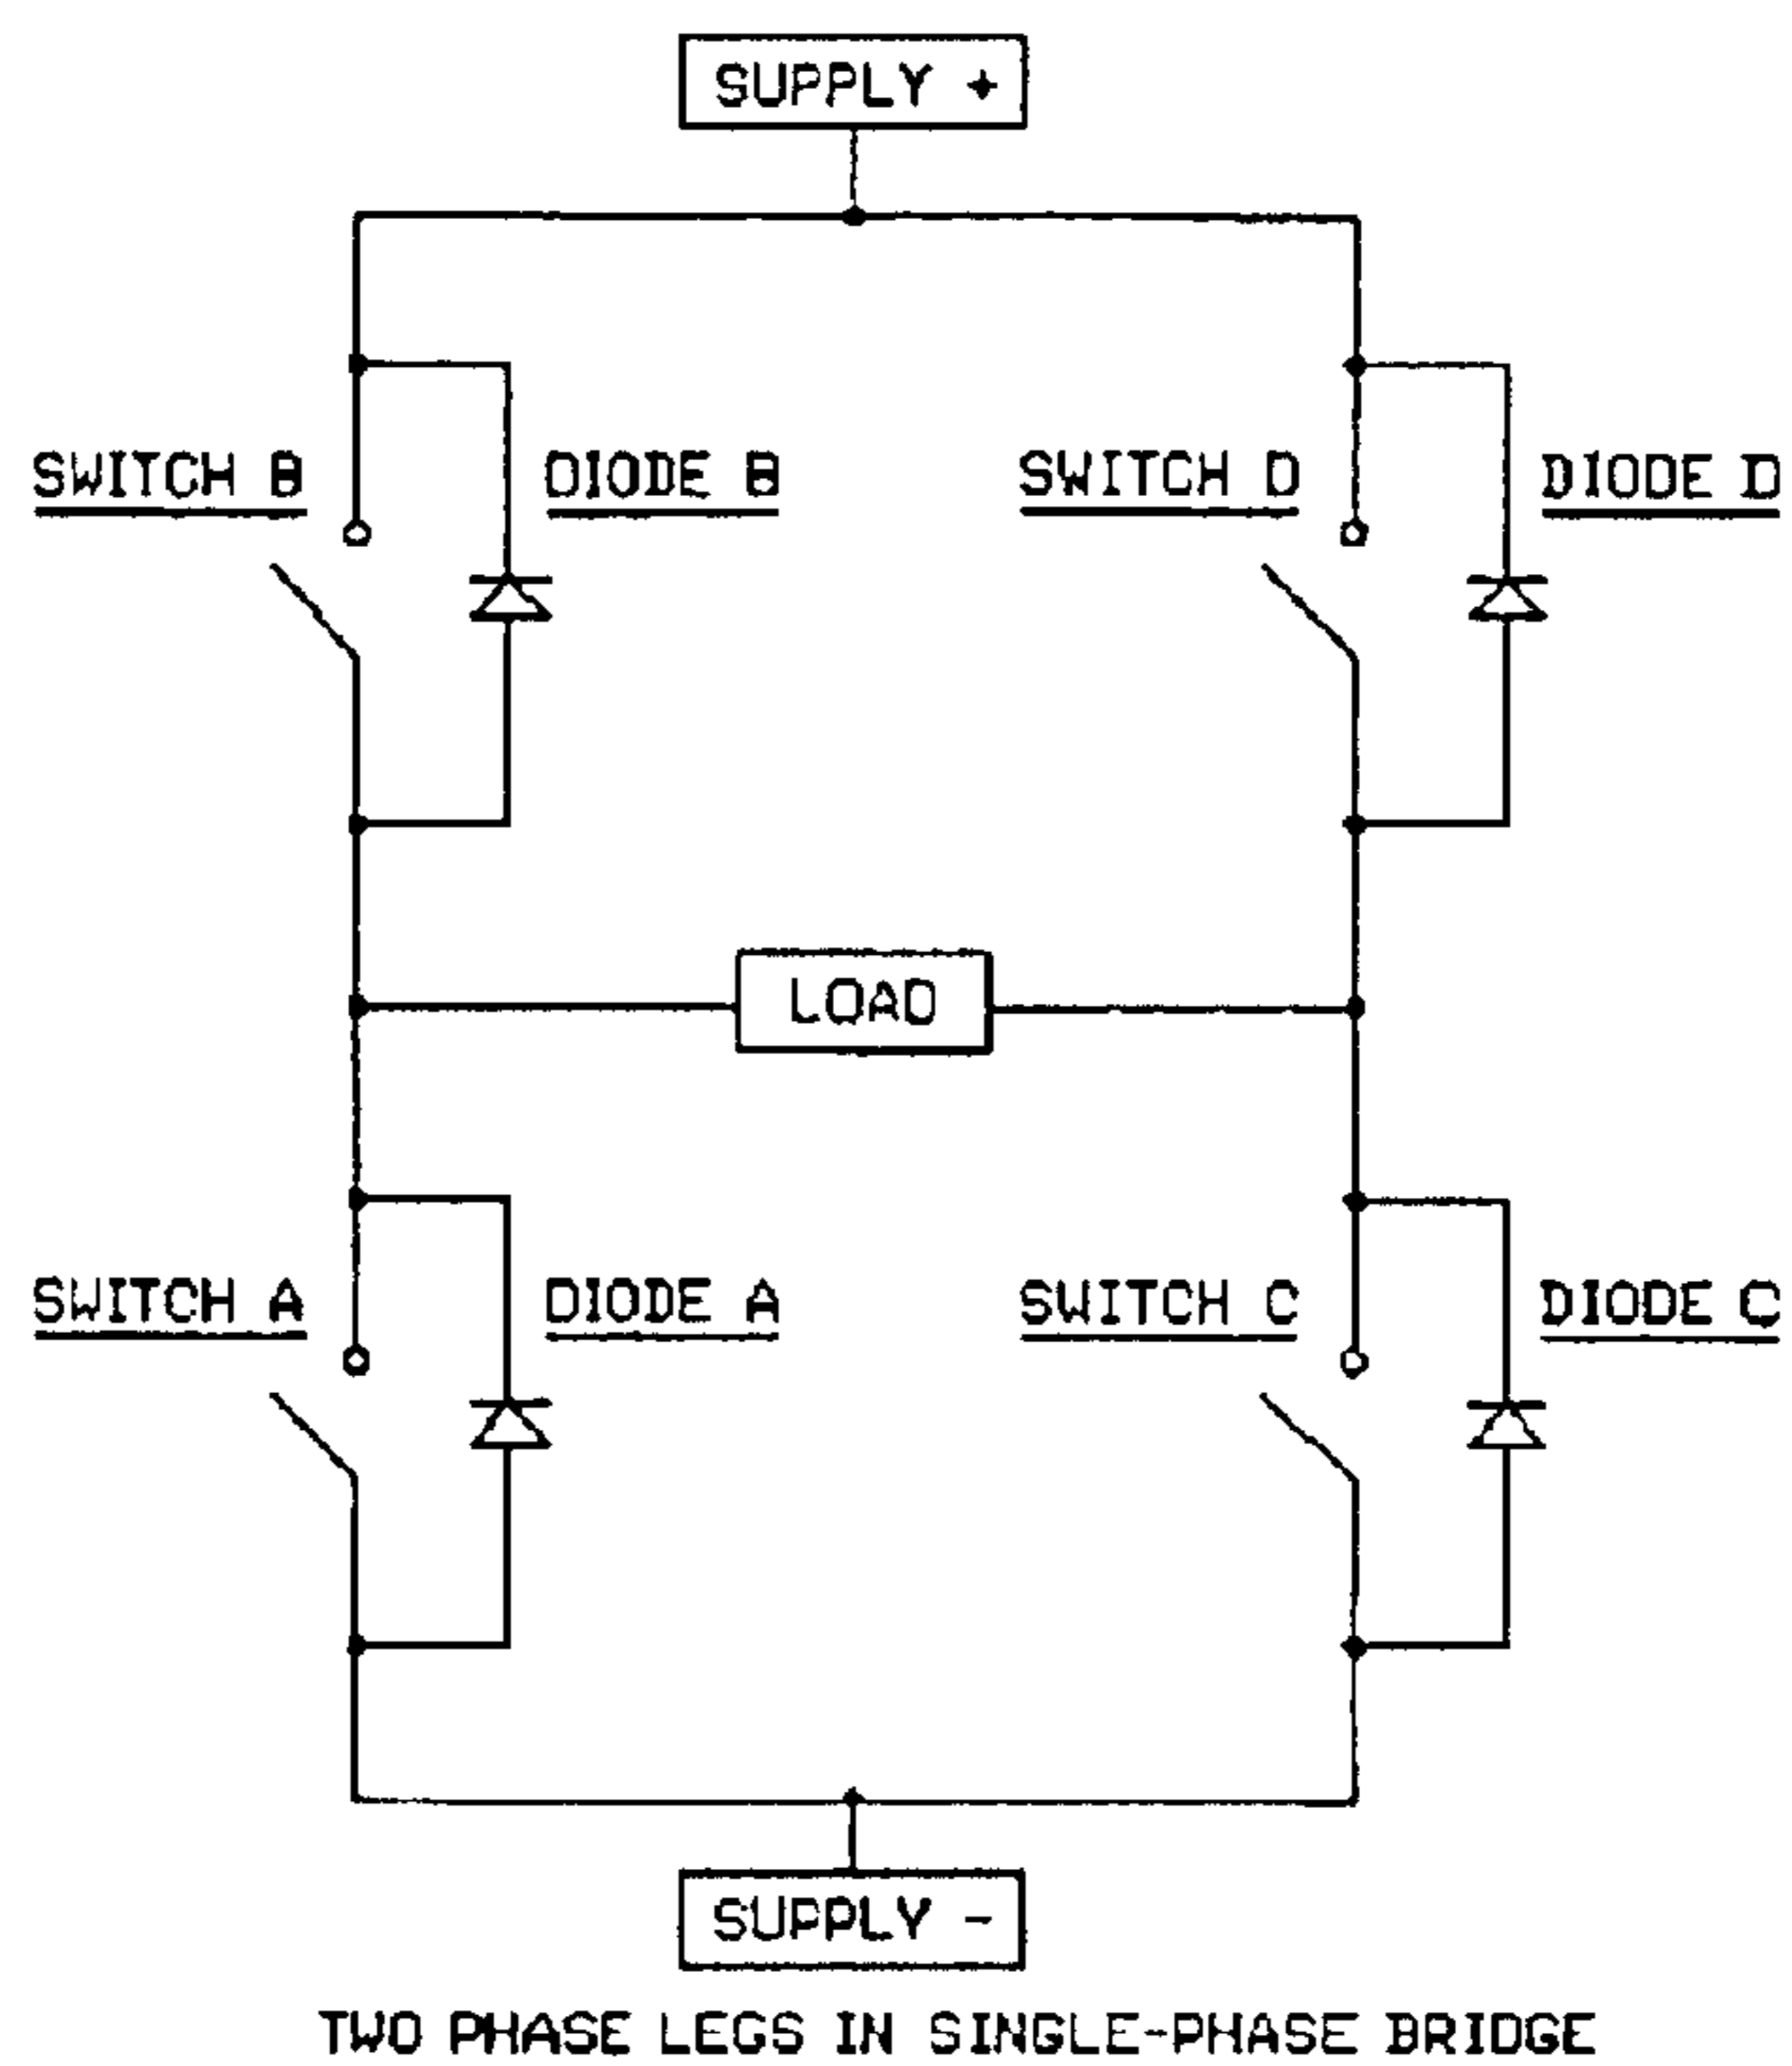 SUPPLY +
SWITCH B
DIODE B
SWITCH D
DIODE D
LOAD
SWITCH A
DIODE A
SWITCH C
DIODE C
SUPPLY -
TWO PHASE LEGS IN SINGLE-PHASE BRIDGE